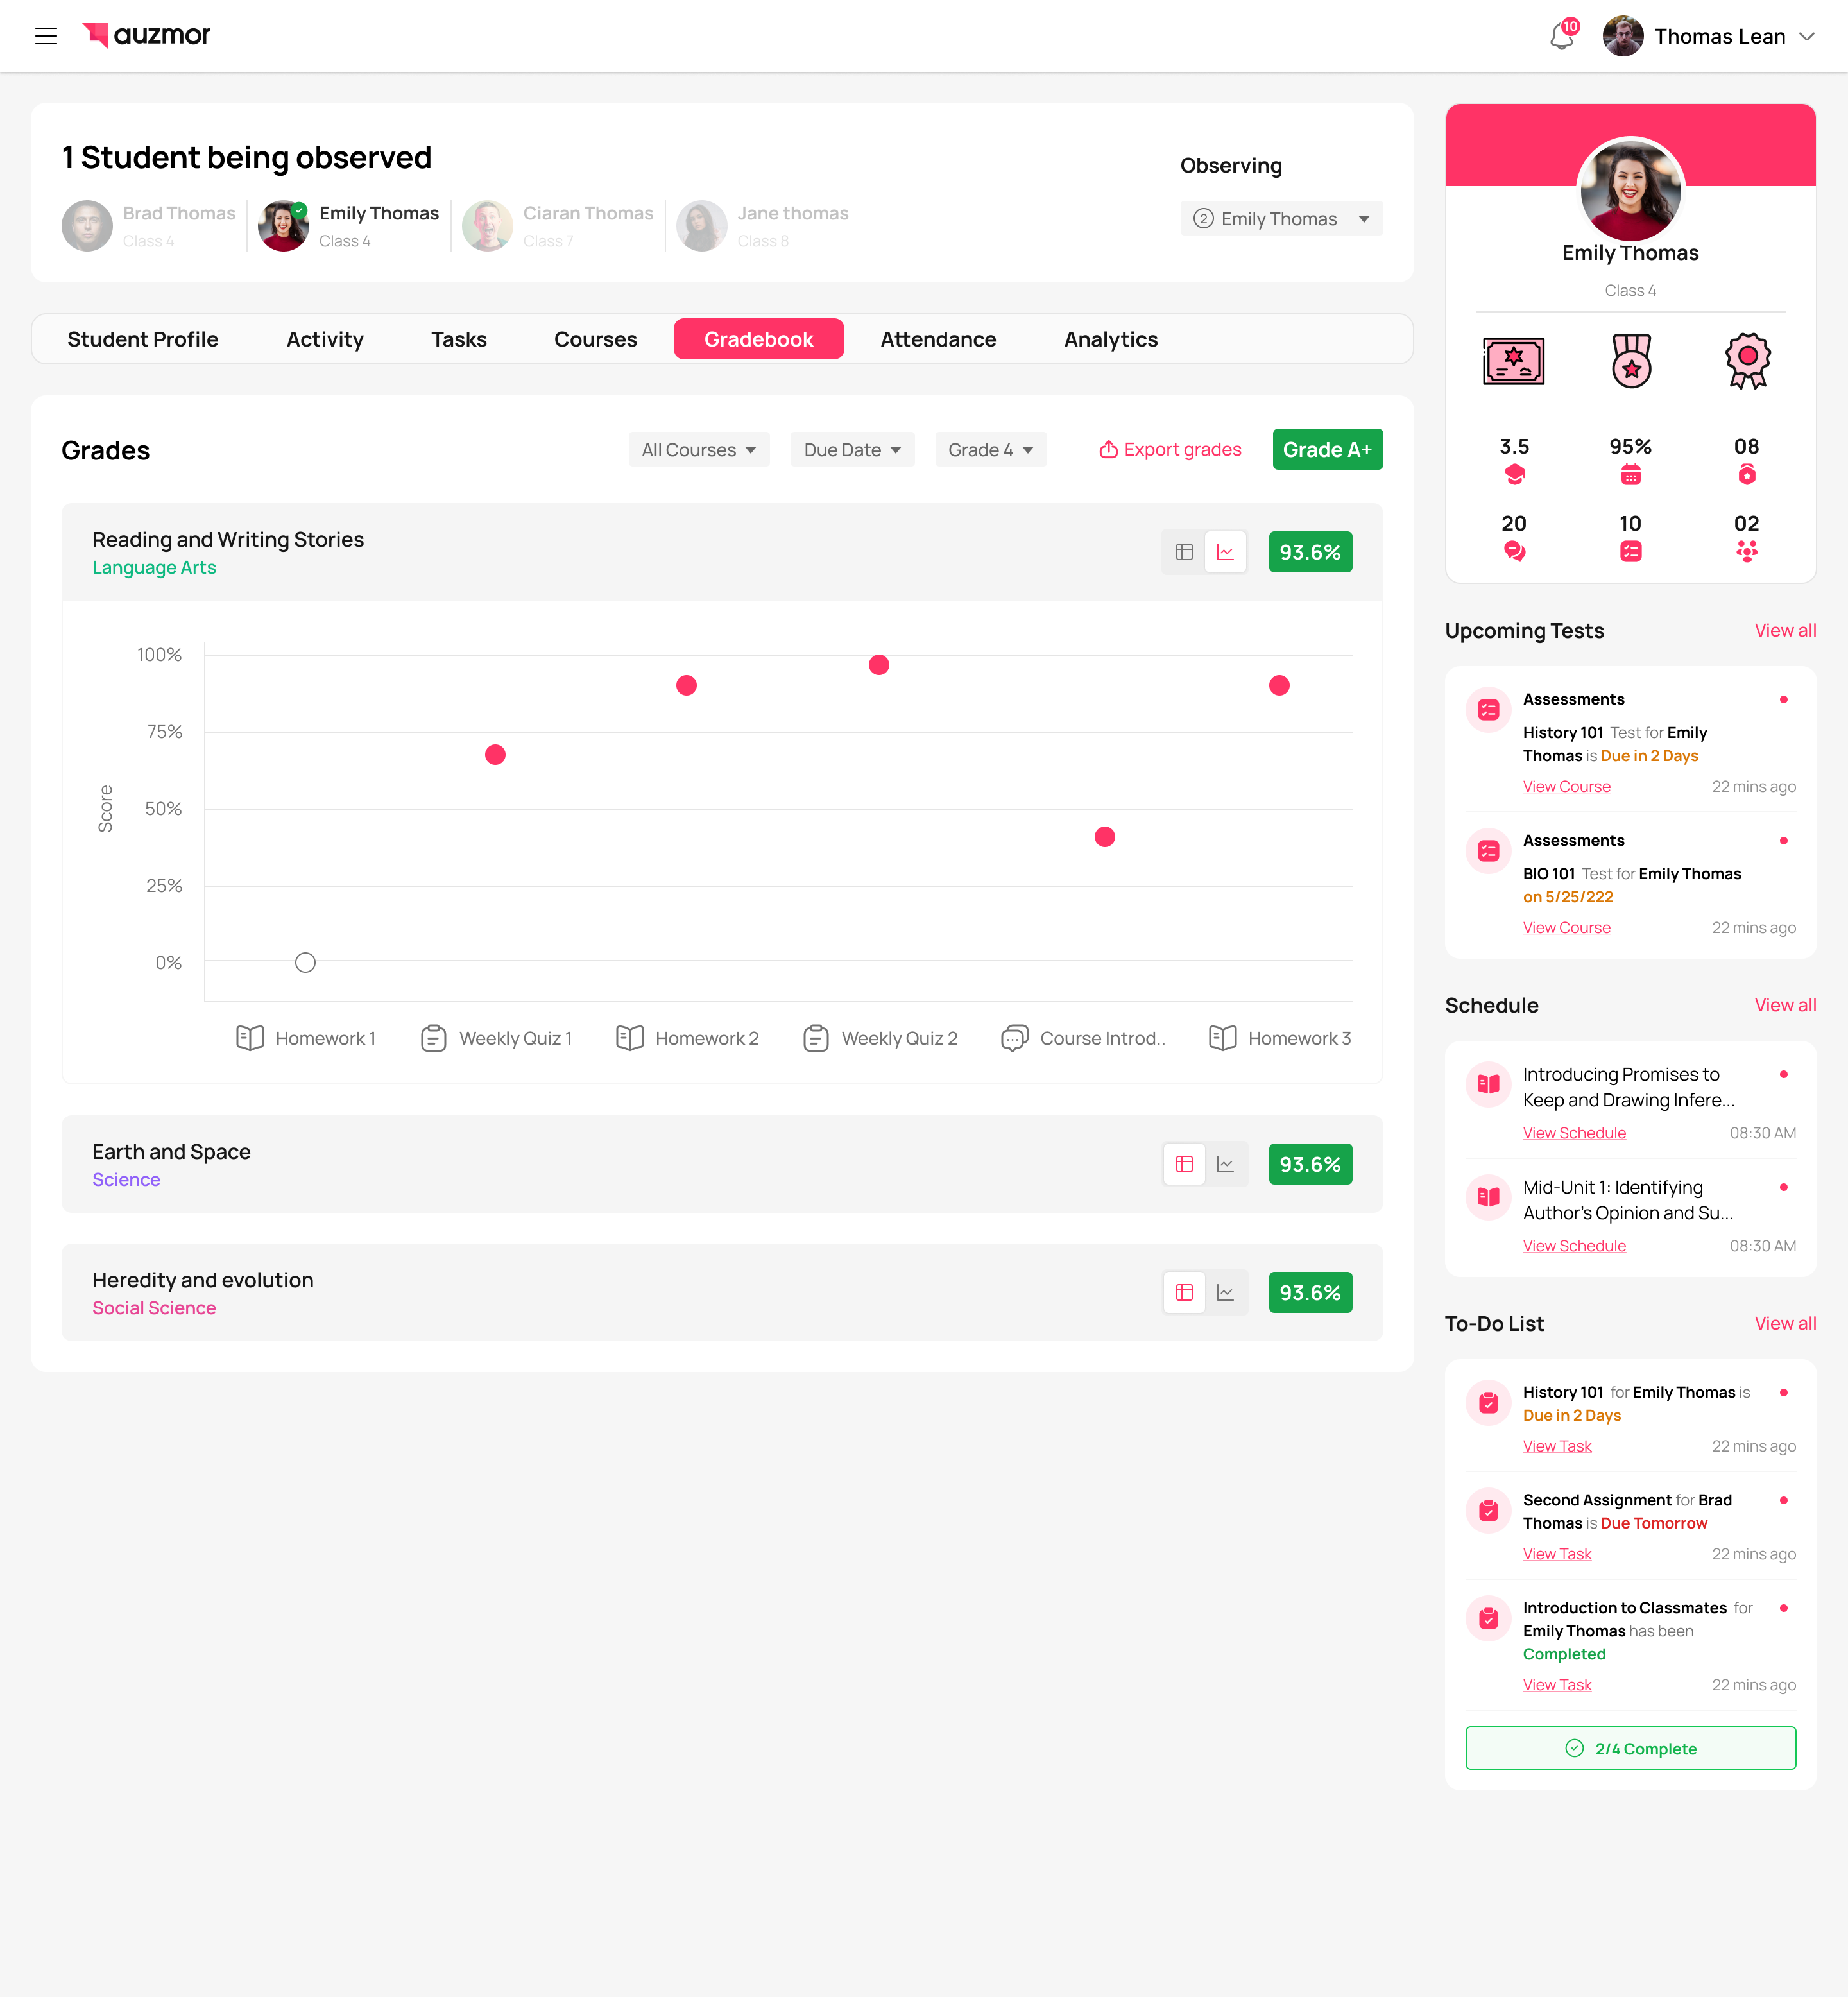 auzmor
10
Thomas Lean
1 Student being observed
Brad Thomas
Class 4
Emily Thomas
Class 4
Ciaran Thomas
Class 7
Jane thomas
Class 8
Observing
2 Emily Thomas
Student Profile
Activity
Tasks
Courses
Gradebook
Attendance
Analytics
Grades
All Courses
Due Date
Grade 4
Export grades
Grade A+
Reading and Writing Stories
Language Arts
93.6%
Score
100%
75%
50%
25%
0%
Homework 1
Weekly Quiz 1
Homework 2
Weekly Quiz 2
Course Introd..
Homework 3
Earth and Space
Science
93.6%
Heredity and evolution
Social Science
93.6%
Emily Thomas
Class 4
3.5
95%
08
20
10
02
Upcoming Tests
View all
Assessments
History 101 Test for Emily
Thomas is Due in 2 Days
View Course
22 mins ago
Assessments
BIO 101 Test for Emily Thomas
on 5/25/222
View Course
22 mins ago
Schedule
View all
Introducing Promises to
Keep and Drawing Infere...
View Schedule
08:30 AM
Mid-Unit 1: Identifying
Author's Opinion and Su...
View Schedule
08:30 AM
To-Do List
View all
History 101 for Emily Thomas is
Due in 2 Days
View Task
22 mins ago
Second Assignment for Brad
Thomas is Due Tomorrow
View Task
22 mins ago
Introduction to Classmates for
Emily Thomas has been
Completed
View Task
22 mins ago
2/4 Complete